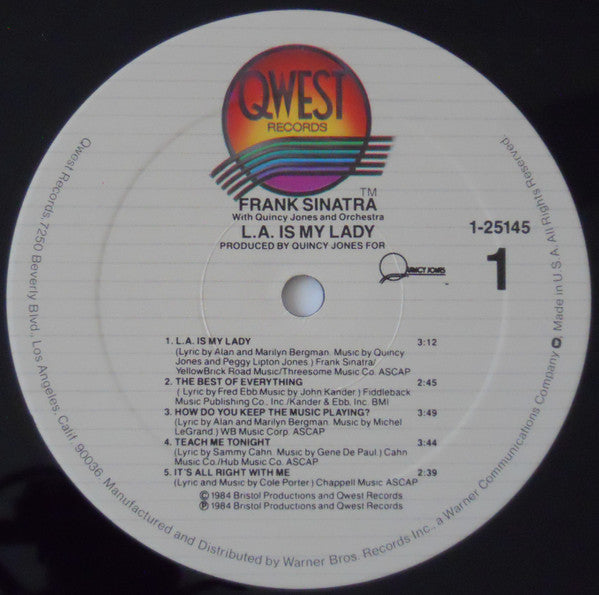 QWEST
RECORDS
TM
FRANK SINATRA
With Quincy Jones and Orchestra
L.A. IS MY LADY
PRODUCED BY QUINCY JONES FOR
QUINCY JONES
1-25145
1
1. L.A. IS MY LADY 3:12
(Lyric by Alan and Marilyn Bergman. Music by Quincy
Jones and Peggy Lipton Jones.) Frank Sinatra/
YellowBrick Road Music/Threesome Music Co. ASCAP
2. THE BEST OF EVERYTHING 2:45
( Lyric by Fred Ebb. Music by John Kander.) Fiddleback
Music Publishing Co., Inc./Kander & Ebb, Inc. BMI
3. HOW DO YOU KEEP THE MUSIC PLAYING? 3:49
(Lyric by Alan and Marilyn Bergman. Music by Michel
LeGrand.) WB Music Corp. ASCAP
4. TEACH ME TONIGHT 3:44
(Lyric by Sammy Cahn. Music by Gene De Paul.) Cahn
Music Co./Hub Music Co. ASCAP
5. IT'S ALL RIGHT WITH ME 2:39
(Lyric and Music by Cole Porter) Chappell Music ASCAP
© 1984 Bristol Productions and Qwest Records
℗ 1984 Bristol Productions and Qwest Records
Qwest Records, 7250 Beverly Blvd., Los Angeles, Calif. 90036. Manufactured and Distributed by Warner Bros. Records Inc., a Warner Communications Company. Made in U.S.A. All Rights Reserved.